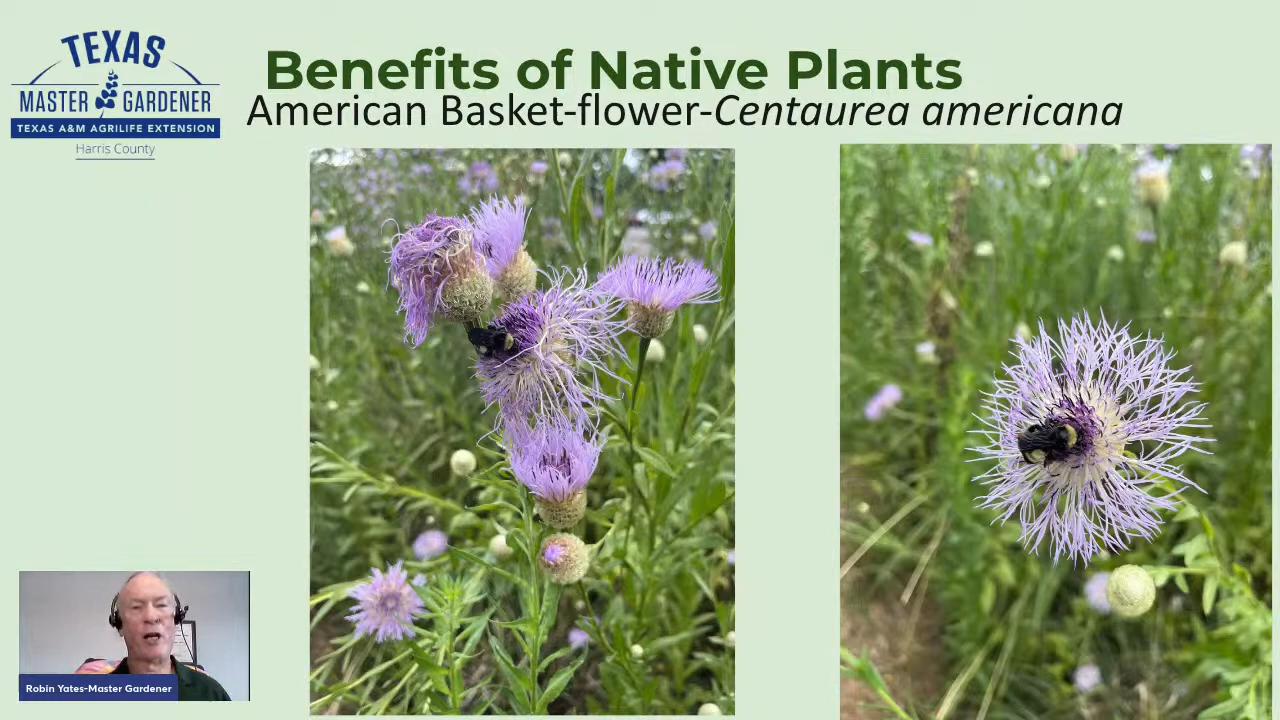 TEXAS
MASTER GARDENER
TEXAS A&M AGRILIFE EXTENSION
Harris County
Benefits of Native Plants
American Basket-flower-Centaurea americana
Robin Yates-Master Gardener